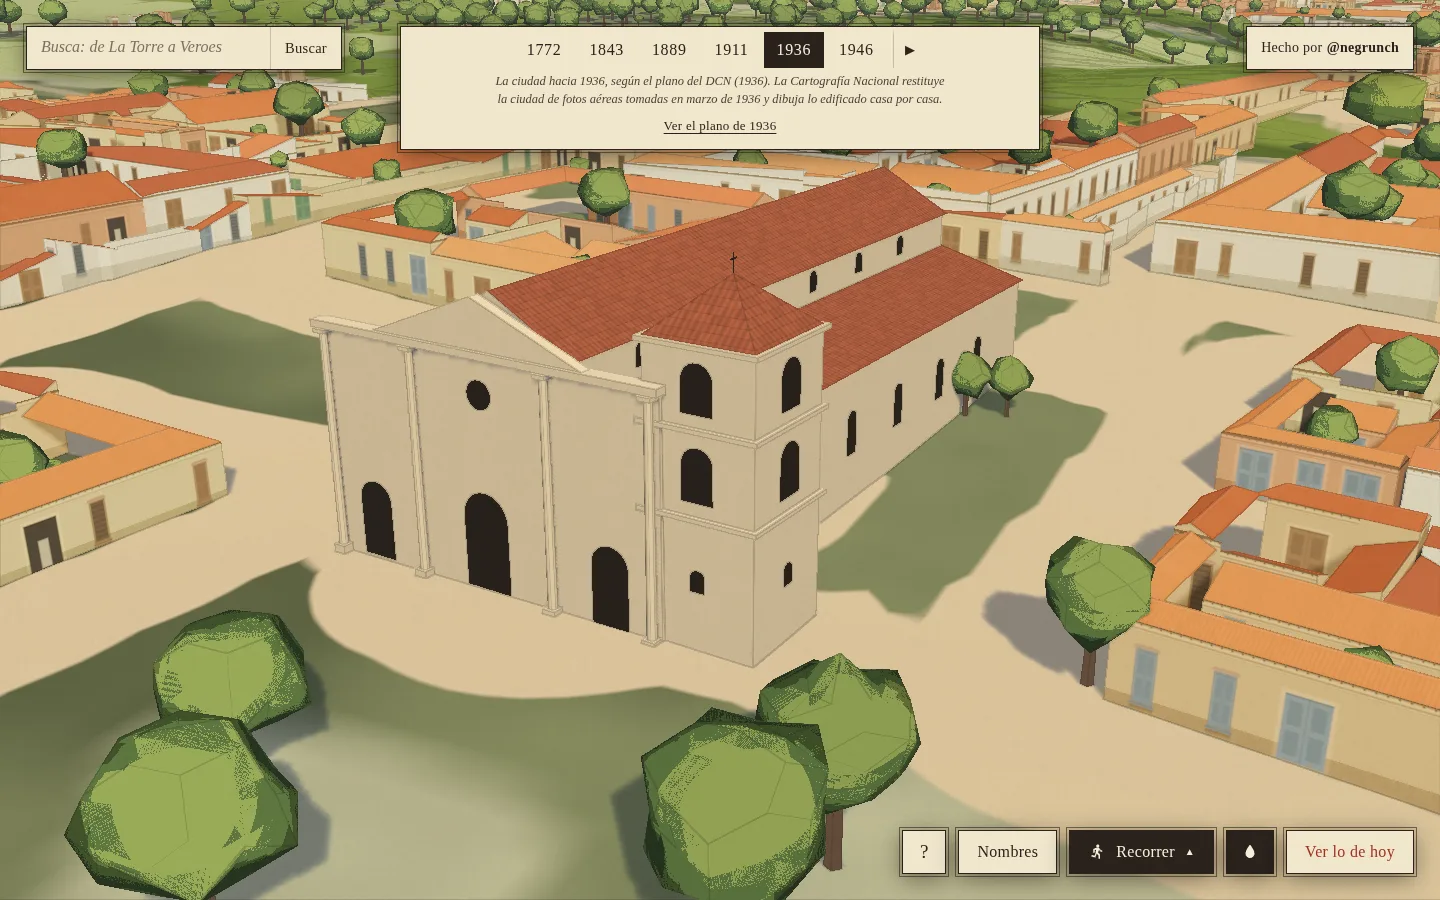 Busca: de La Torre a Veroes
Buscar
1772 1843 1889 1911 1936 1946 ▶
La ciudad hacia 1936, según el plano del DCN (1936). La Cartografía Nacional restituye
la ciudad de fotos aéreas tomadas en marzo de 1936 y dibuja lo edificado casa por casa.
Ver el plano de 1936
Hecho por @negrunch
?
Nombres
Recorrer ▲
Ver lo de hoy